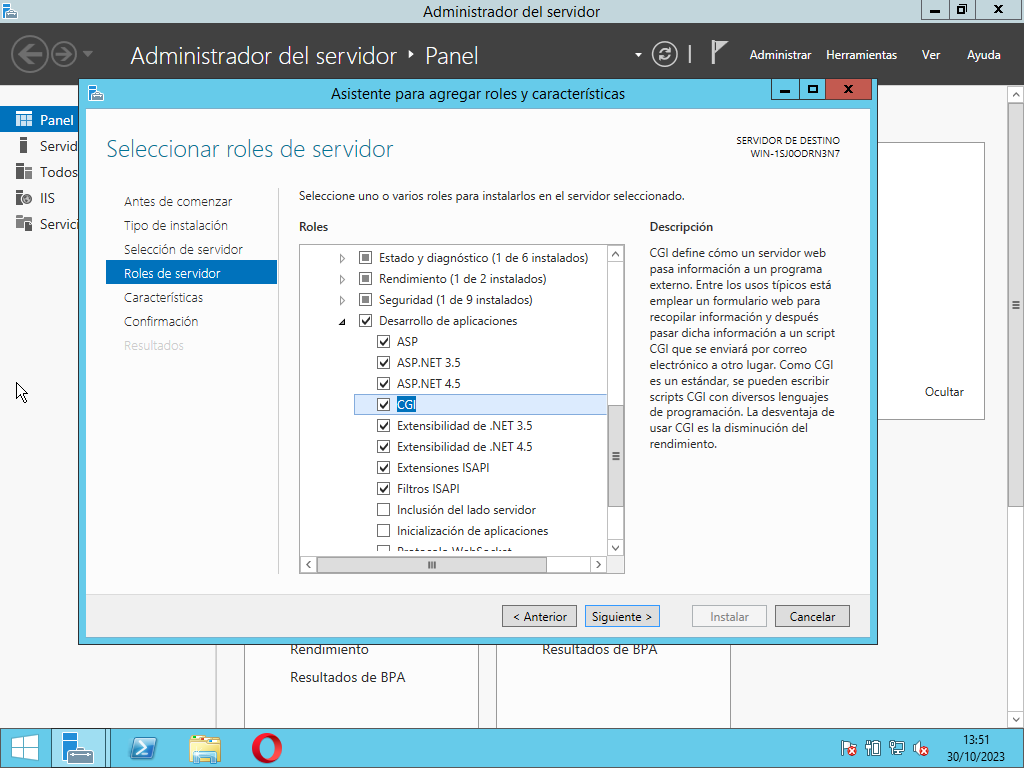 Administrador del servidor
Administrador del servidor ‣ Panel
Administrar Herramientas Ver Ayuda
Panel
Servid
Todos
IIS
Servici
Asistente para agregar roles y características
Seleccionar roles de servidor
SERVIDOR DE DESTINO
WIN-1SJ0ODRN3N7
Antes de comenzar
Tipo de instalación
Selección de servidor
Roles de servidor
Características
Confirmación
Resultados
Seleccione uno o varios roles para instalarlos en el servidor seleccionado.
Roles
Estado y diagnóstico (1 de 6 instalados)
Rendimiento (1 de 2 instalados)
Seguridad (1 de 9 instalados)
Desarrollo de aplicaciones
ASP
ASP.NET 3.5
ASP.NET 4.5
CGI
Extensibilidad de .NET 3.5
Extensibilidad de .NET 4.5
Extensiones ISAPI
Filtros ISAPI
Inclusión del lado servidor
Inicialización de aplicaciones
Protocolo WebSocket
Descripción
CGI define cómo un servidor web
pasa información a un programa
externo. Entre los usos típicos está
emplear un formulario web para
recopilar información y después
pasar dicha información a un script
CGI que se enviará por correo
electrónico a otro lugar. Como CGI
es un estándar, se pueden escribir
scripts CGI con diversos lenguajes
de programación. La desventaja de
usar CGI es la disminución del
rendimiento.
Ocultar
< Anterior
Siguiente >
Instalar
Cancelar
Rendimiento
Resultados de BPA
Resultados de BPA
13:51
30/10/2023